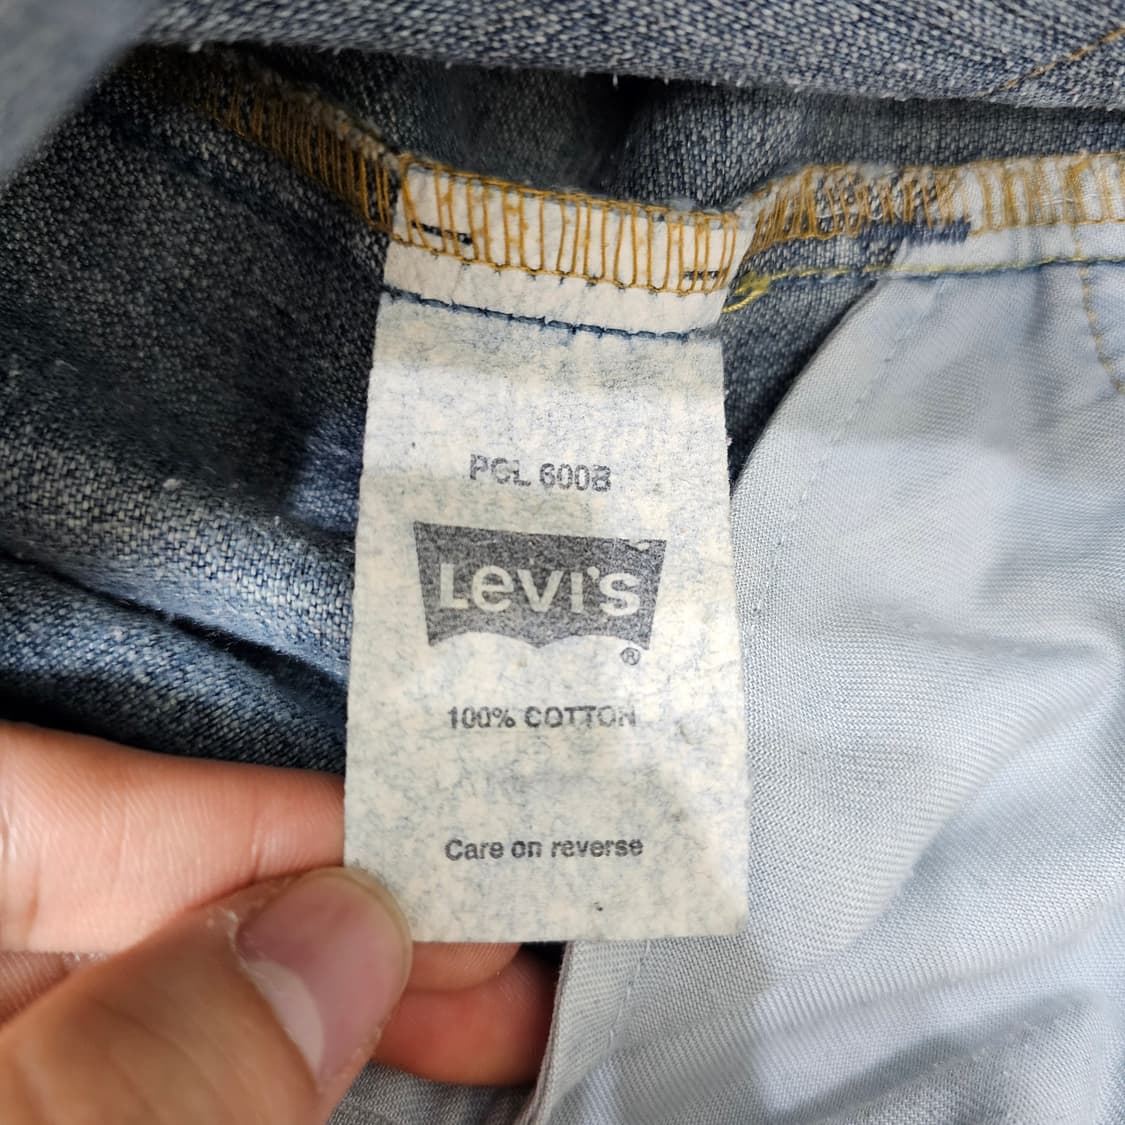 PGL 600B
LEVI'S
®
100% COTTON
Care on reverse